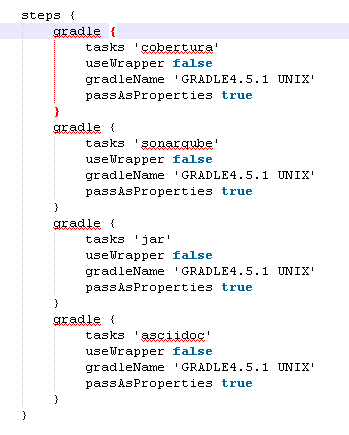 steps {
    gradle {
        tasks 'cobertura'
        useWrapper false
        gradleName 'GRADLE4.5.1 UNIX'
        passAsProperties true
    }
    gradle {
        tasks 'sonarqube'
        useWrapper false
        gradleName 'GRADLE4.5.1 UNIX'
        passAsProperties true
    }
    gradle {
        tasks 'jar'
        useWrapper false
        gradleName 'GRADLE4.5.1 UNIX'
        passAsProperties true
    }
    gradle {
        tasks 'asciidoc'
        useWrapper false
        gradleName 'GRADLE4.5.1 UNIX'
        passAsProperties true
    }
}